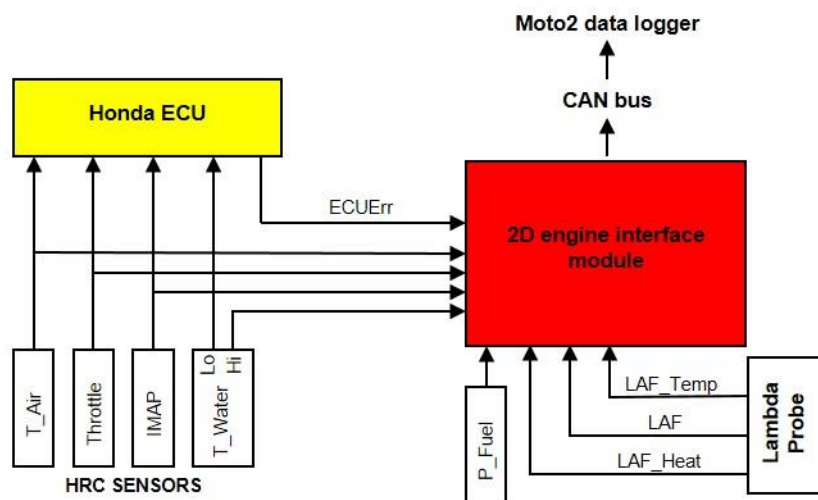 Moto2 data logger
CAN bus
Honda ECU
ECUErr
2D engine interface
module
T_Air
Throttle
IMAP
T_Water
Lo
Hi
HRC SENSORS
P_Fuel
LAF_Temp
LAF
LAF_Heat
Lambda
Probe